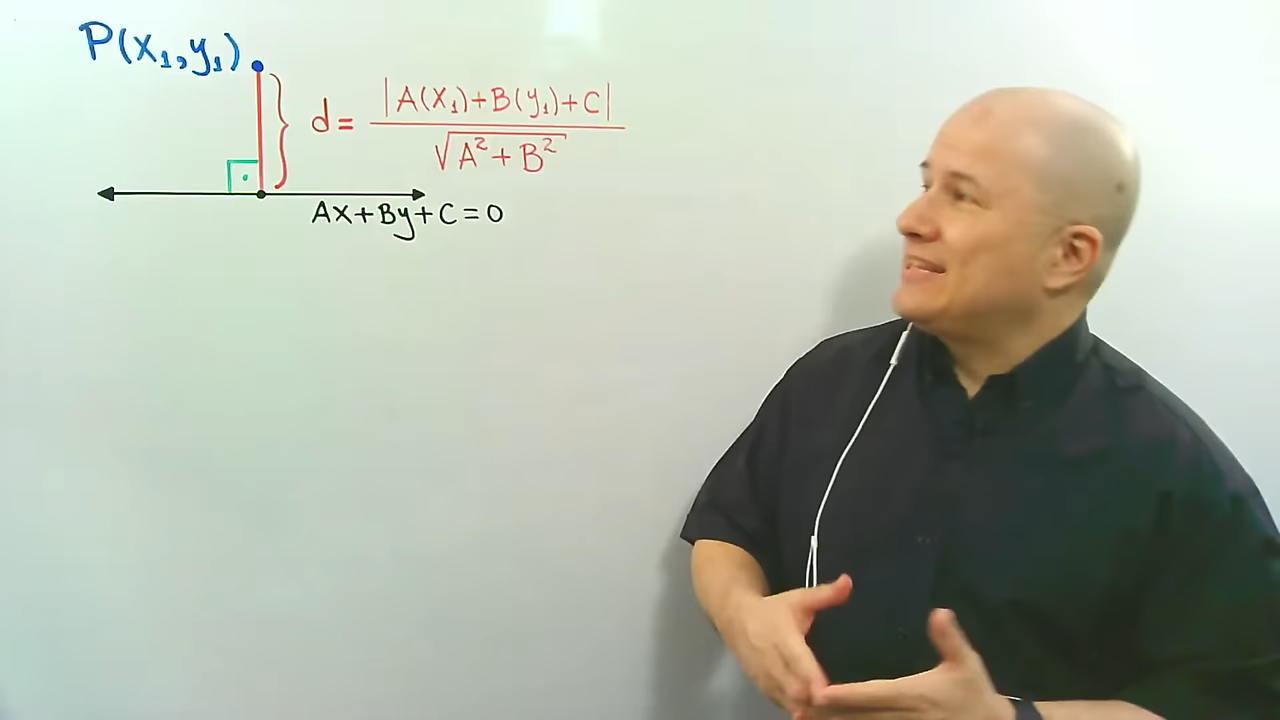 P(x₁,y₁)
d = |A(x₁)+B(y₁)+C| / √A²+B²
Ax+By+C=0